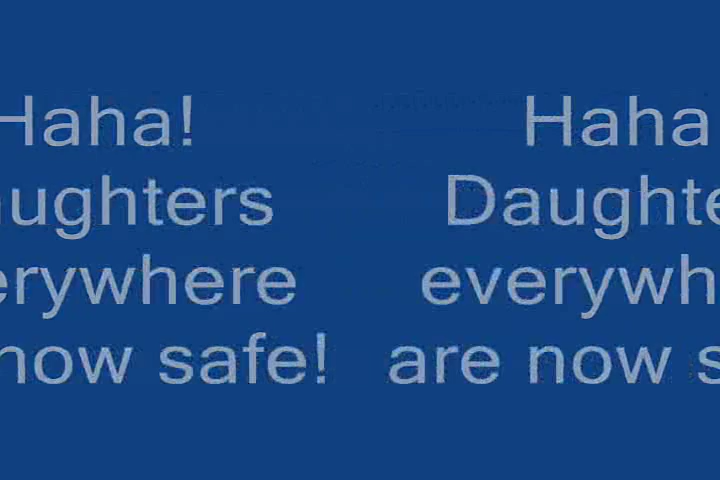 Haha! Haha
aughters Daughte
erywhere everywh
now safe! are now s